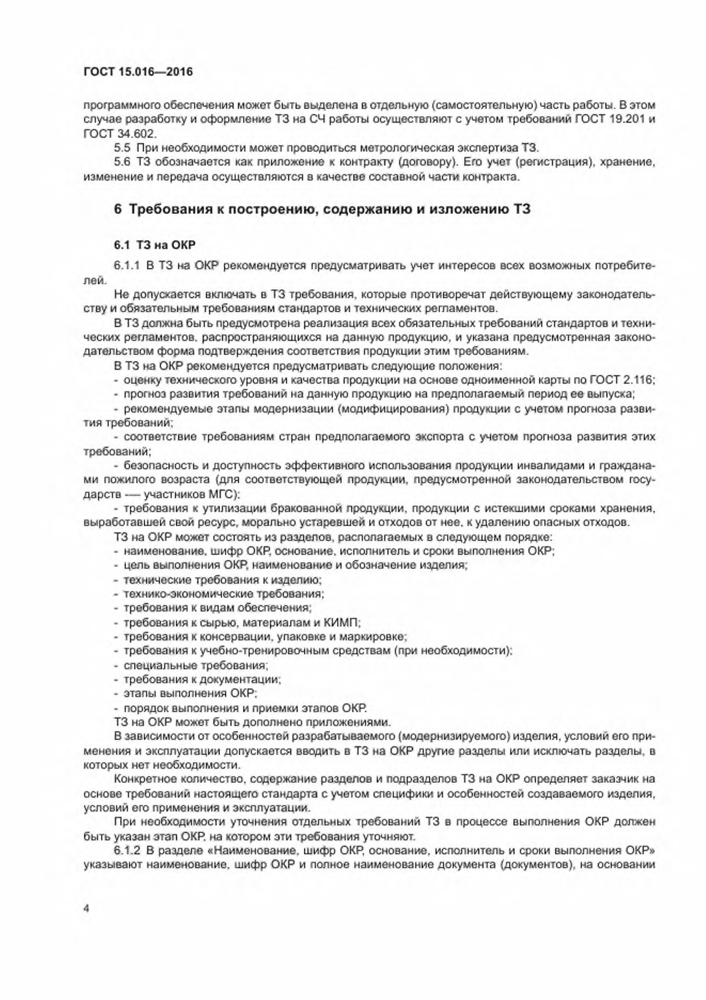 ГОСТ 15.016—2016
программного обеспечения может быть выделена в отдельную (самостоятельную) часть работы. В этом
случае разработку и оформление ТЗ на СЧ работы осуществляют с учетом требований ГОСТ 19.201 и
ГОСТ 34.602.
5.5 При необходимости может проводиться метрологическая экспертиза ТЗ.
5.6 ТЗ обозначается как приложение к контракту (договору). Его учет (регистрация), хранение,
изменение и передача осуществляются в качестве составной части контракта.
6 Требования к построению, содержанию и изложению ТЗ
6.1 ТЗ на ОКР
6.1.1 В ТЗ на ОКР рекомендуется предусматривать учет интересов всех возможных потребите-
лей.
Не допускается включать в ТЗ требования, которые противоречат действующему законодатель-
ству и обязательным требованиям стандартов и технических регламентов.
В ТЗ должна быть предусмотрена реализация всех обязательных требований стандартов и техни-
ческих регламентов, распространяющихся на данную продукцию, и указана предусмотренная законо-
дательством форма подтверждения соответствия продукции этим требованиям.
В ТЗ на ОКР рекомендуется предусматривать следующие положения:
- оценку технического уровня и качества продукции на основе одноименной карты по ГОСТ 2.116;
- прогноз развития требований на данную продукцию на предполагаемый период ее выпуска;
- рекомендуемые этапы модернизации (модифицирования) продукции с учетом прогноза разви-
тия требований;
- соответствие требованиям стран предполагаемого экспорта с учетом прогноза развития этих
требований;
- безопасность и доступность эффективного использования продукции инвалидами и граждана-
ми пожилого возраста (для соответствующей продукции, предусмотренной законодательством госу-
дарств — участников МГС);
- требования к утилизации бракованной продукции, продукции с истекшими сроками хранения,
выработавшей свой ресурс, морально устаревшей и отходов от нее, к удалению опасных отходов.
ТЗ на ОКР может состоять из разделов, располагаемых в следующем порядке:
- наименование, шифр ОКР, основание, исполнитель и сроки выполнения ОКР;
- цель выполнения ОКР, наименование и обозначение изделия;
- технические требования к изделию;
- технико-экономические требования;
- требования к видам обеспечения;
- требования к сырью, материалам и КИМП;
- требования к консервации, упаковке и маркировке;
- требования к учебно-тренировочным средствам (при необходимости);
- специальные требования;
- требования к документации;
- этапы выполнения ОКР;
- порядок выполнения и приемки этапов ОКР.
ТЗ на ОКР может быть дополнено приложениями.
В зависимости от особенностей разрабатываемого (модернизируемого) изделия, условий его при-
менения и эксплуатации допускается вводить в ТЗ на ОКР другие разделы или исключать разделы, в
которых нет необходимости.
Конкретное количество, содержание разделов и подразделов ТЗ на ОКР определяет заказчик на
основе требований настоящего стандарта с учетом специфики и особенностей создаваемого изделия,
условий его применения и эксплуатации.
При необходимости уточнения отдельных требований ТЗ в процессе выполнения ОКР должен
быть указан этап ОКР, на котором эти требования уточняют.
6.1.2 В разделе «Наименование, шифр ОКР, основание, исполнитель и сроки выполнения ОКР»
указывают наименование, шифр ОКР и полное наименование документа (документов), на основании
4